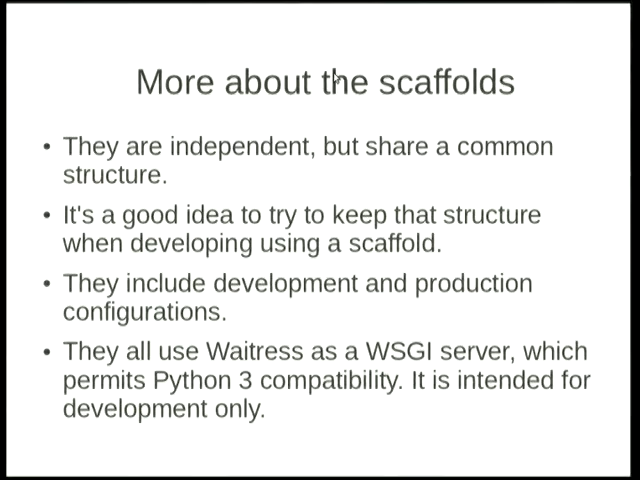 More about the scaffolds
• They are independent, but share a common
structure.
• It's a good idea to try to keep that structure
when developing using a scaffold.
• They include development and production
configurations.
• They all use Waitress as a WSGI server, which
permits Python 3 compatibility. It is intended for
development only.